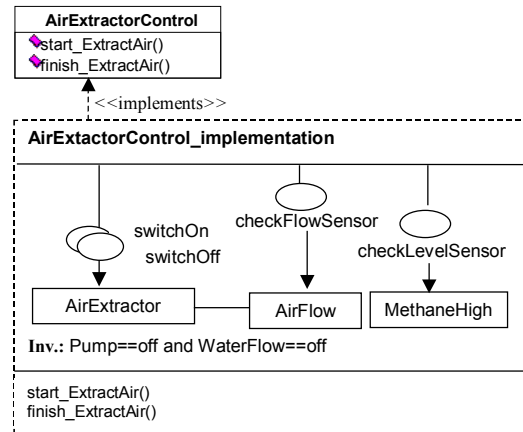 AirExtractorControl
start_ExtractAir()
finish_ExtractAir()
<<implements>>
AirExtactorControl_implementation
switchOn
switchOff
checkFlowSensor
checkLevelSensor
AirExtractor
AirFlow
MethaneHigh
Inv.: Pump==off and WaterFlow==off
start_ExtractAir()
finish_ExtractAir()